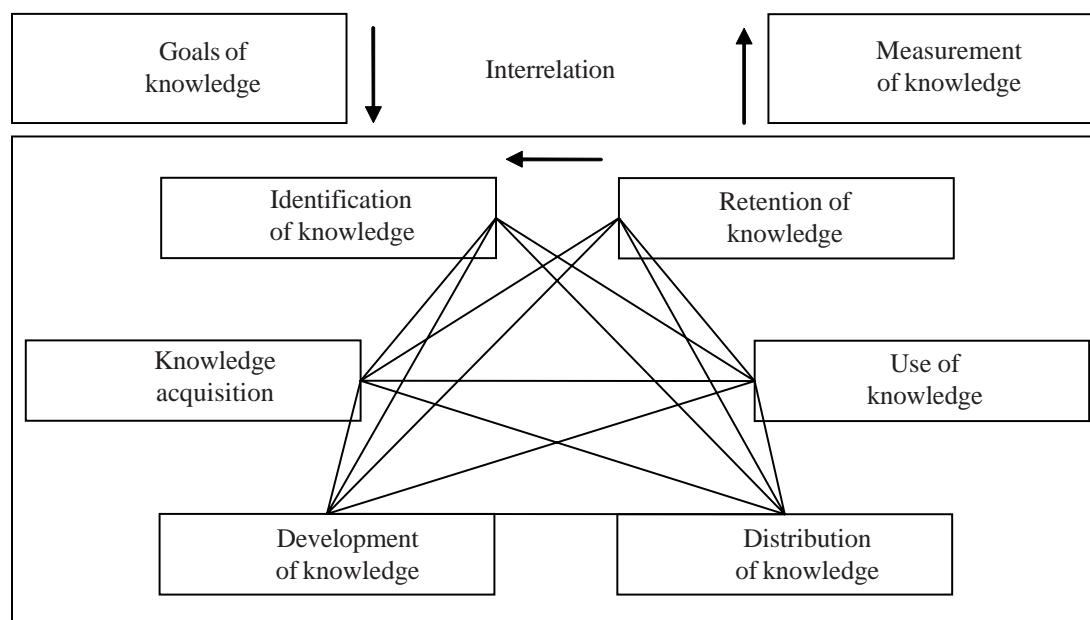 Goals of
knowledge
Interrelation
Measurement
of knowledge
Identification
of knowledge
Retention of
knowledge
Knowledge
acquisition
Use of
knowledge
Development
of knowledge
Distribution
of knowledge